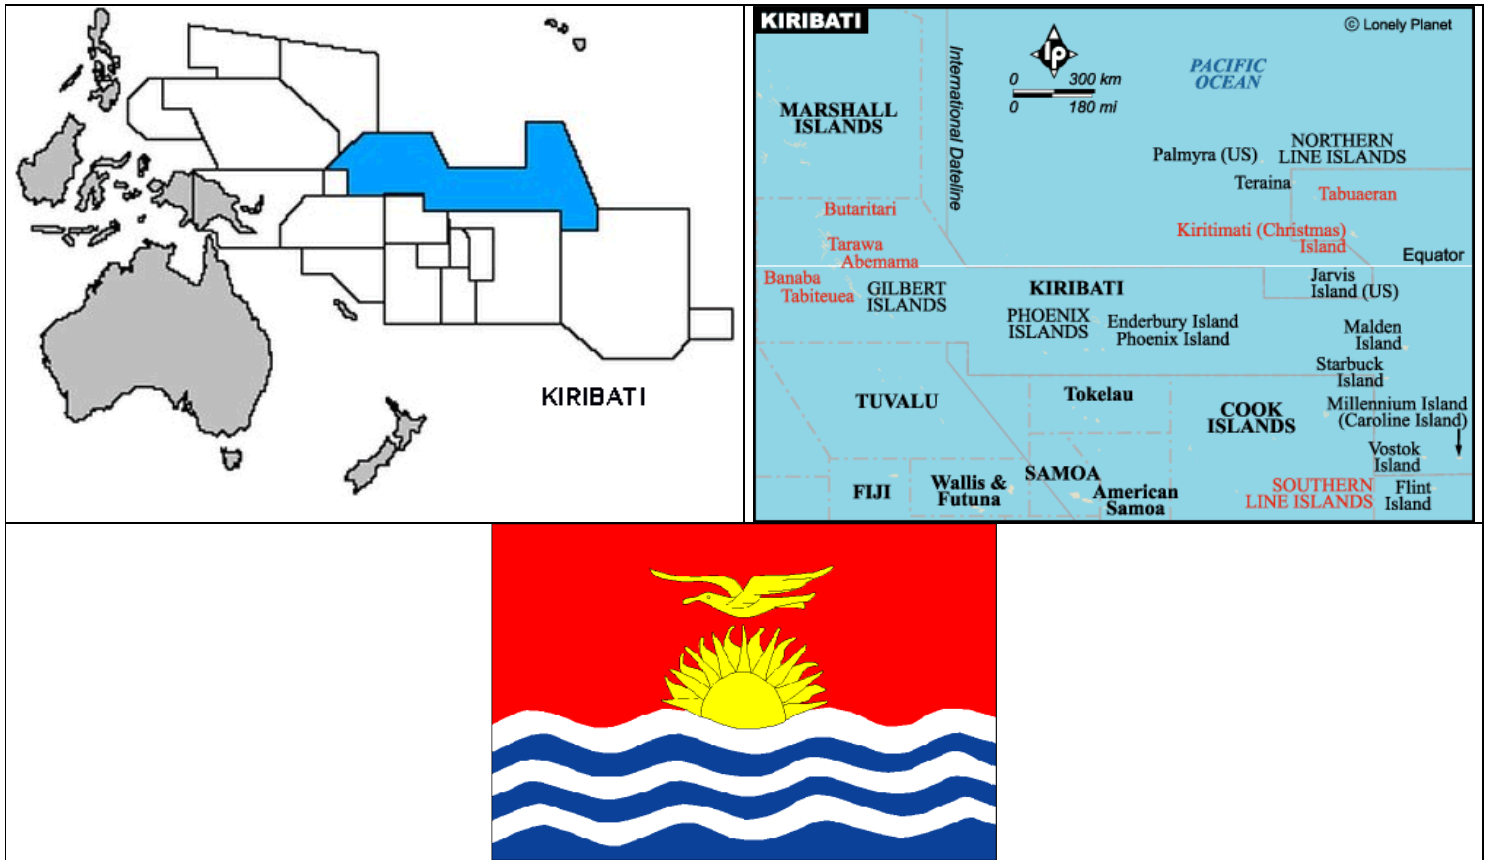 KIRIBATI
KIRIBATI
© Lonely Planet
International Dateline
lp
0 300 km
0 180 mi
PACIFIC
OCEAN
MARSHALL
ISLANDS
Palmyra (US)
NORTHERN
LINE ISLANDS
Teraina
Tabuaeran
Butaritari
Kiritimati (Christmas)
Island
Tarawa
Abemama
Equator
Banaba
Tabiteuea
GILBERT
ISLANDS
KIRIBATI
Jarvis
Island (US)
PHOENIX
ISLANDS
Enderbury Island
Phoenix Island
Malden
Island
Starbuck
Island
TUVALU
Tokelau
COOK
ISLANDS
Millennium Island
(Caroline Island)
Vostok
Island
FIJI
Wallis &
Futuna
SAMOA
American
Samoa
SOUTHERN
LINE ISLANDS
Flint
Island